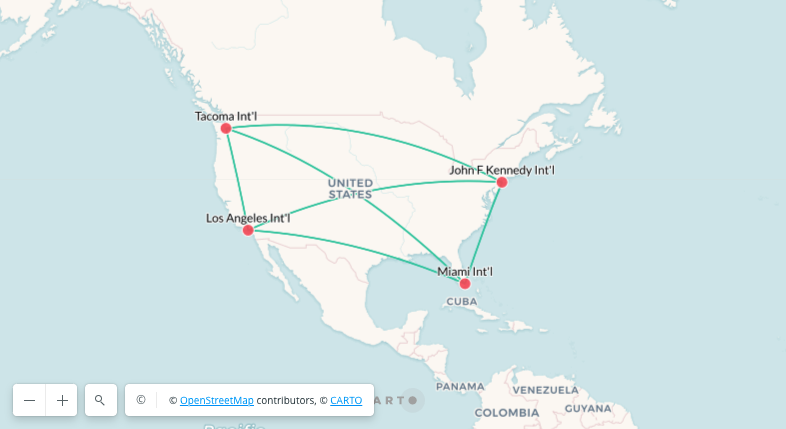 Tacoma Int'l
John F Kennedy Int'l
UNITED
STATES
Los Angeles Int'l
Miami Int'l
CUBA
PANAMA
VENEZUELA
GUYANA
COLOMBIA
© © OpenStreetMap contributors, © CARTO
ARTO